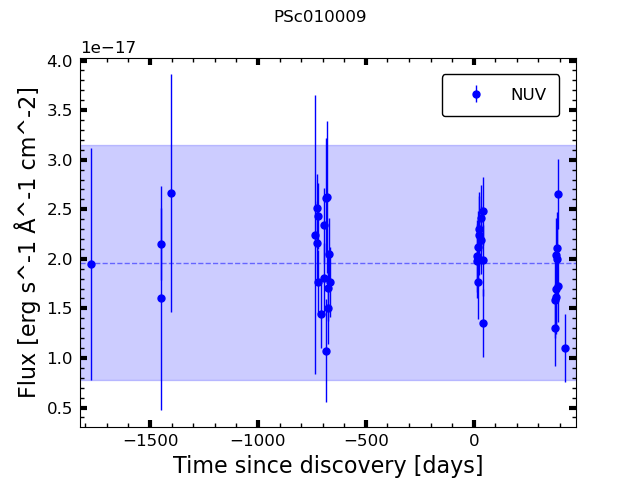 PSc010009
1e−17
4.0
3.5
3.0
2.5
2.0
1.5
1.0
0.5
Flux [erg s^-1 Å^-1 cm^-2]
NUV
−1500
−1000
−500
0
Time since discovery [days]